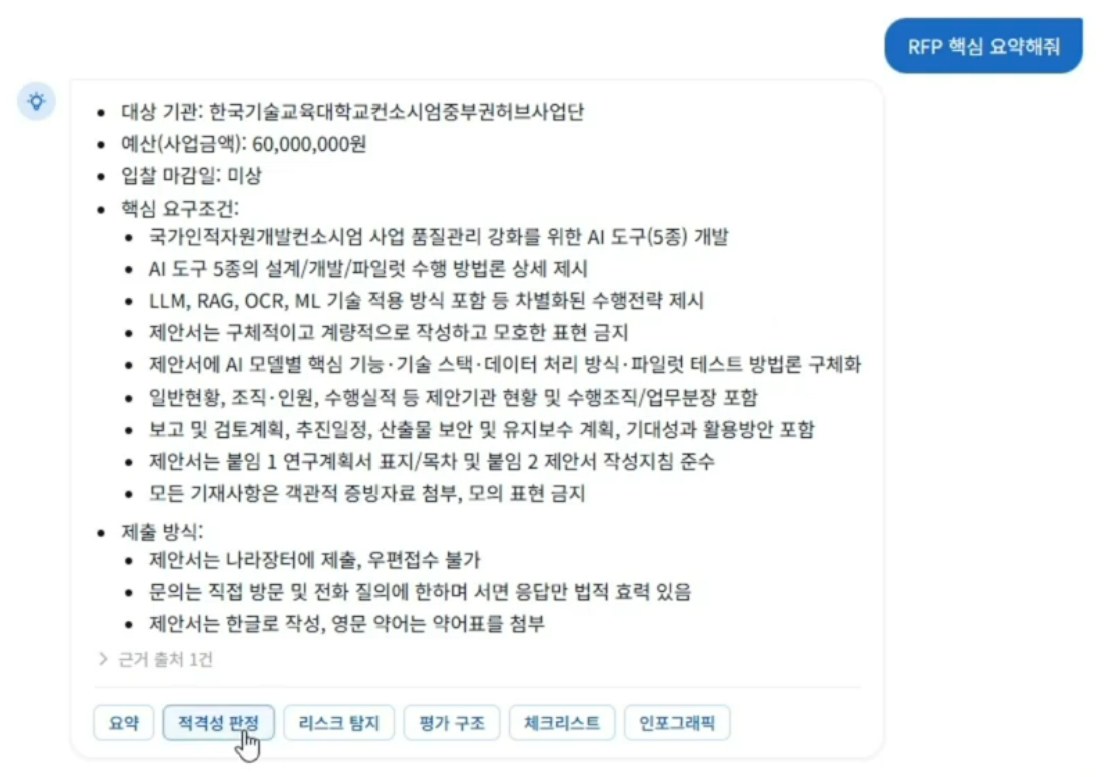 RFP 핵심 요약해줘
대상 기관: 한국기술교육대학교컨소시엄중부권허브사업단
예산(사업금액): 60,000,000원
입찰 마감일: 미상
핵심 요구조건:
국가인적자원개발컨소시엄 사업 품질관리 강화를 위한 AI 도구(5종) 개발
AI 도구 5종의 설계/개발/파일럿 수행 방법론 상세 제시
LLM, RAG, OCR, ML 기술 적용 방식 포함 등 차별화된 수행전략 제시
제안서는 구체적이고 계량적으로 작성하고 모호한 표현 금지
제안서에 AI 모델별 핵심 기능·기술 스택·데이터 처리 방식·파일럿 테스트 방법론 구체화
일반현황, 조직·인원, 수행실적 등 제안기관 현황 및 수행조직/업무분장 포함
보고 및 검토계획, 추진일정, 산출물 보안 및 유지보수 계획, 기대성과 활용방안 포함
제안서는 붙임 1 연구계획서 표지/목차 및 붙임 2 제안서 작성지침 준수
모든 기재사항은 객관적 증빙자료 첨부, 모의 표현 금지
제출 방식:
제안서는 나라장터에 제출, 우편접수 불가
문의는 직접 방문 및 전화 질의에 한하며 서면 응답만 법적 효력 있음
제안서는 한글로 작성, 영문 약어는 약어표를 첨부
근거 출처 1건
요약 적격성 판정 리스크 탐지 평가 구조 체크리스트 인포그래픽